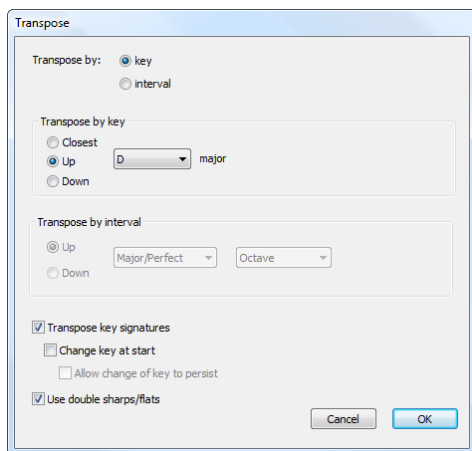 Transpose
Transpose by: key
interval
Transpose by key
Closest
Up D major
Down
Transpose by interval
Up Major/Perfect Octave
Down
Transpose key signatures
Change key at start
Allow change of key to persist
Use double sharps/flats
Cancel OK